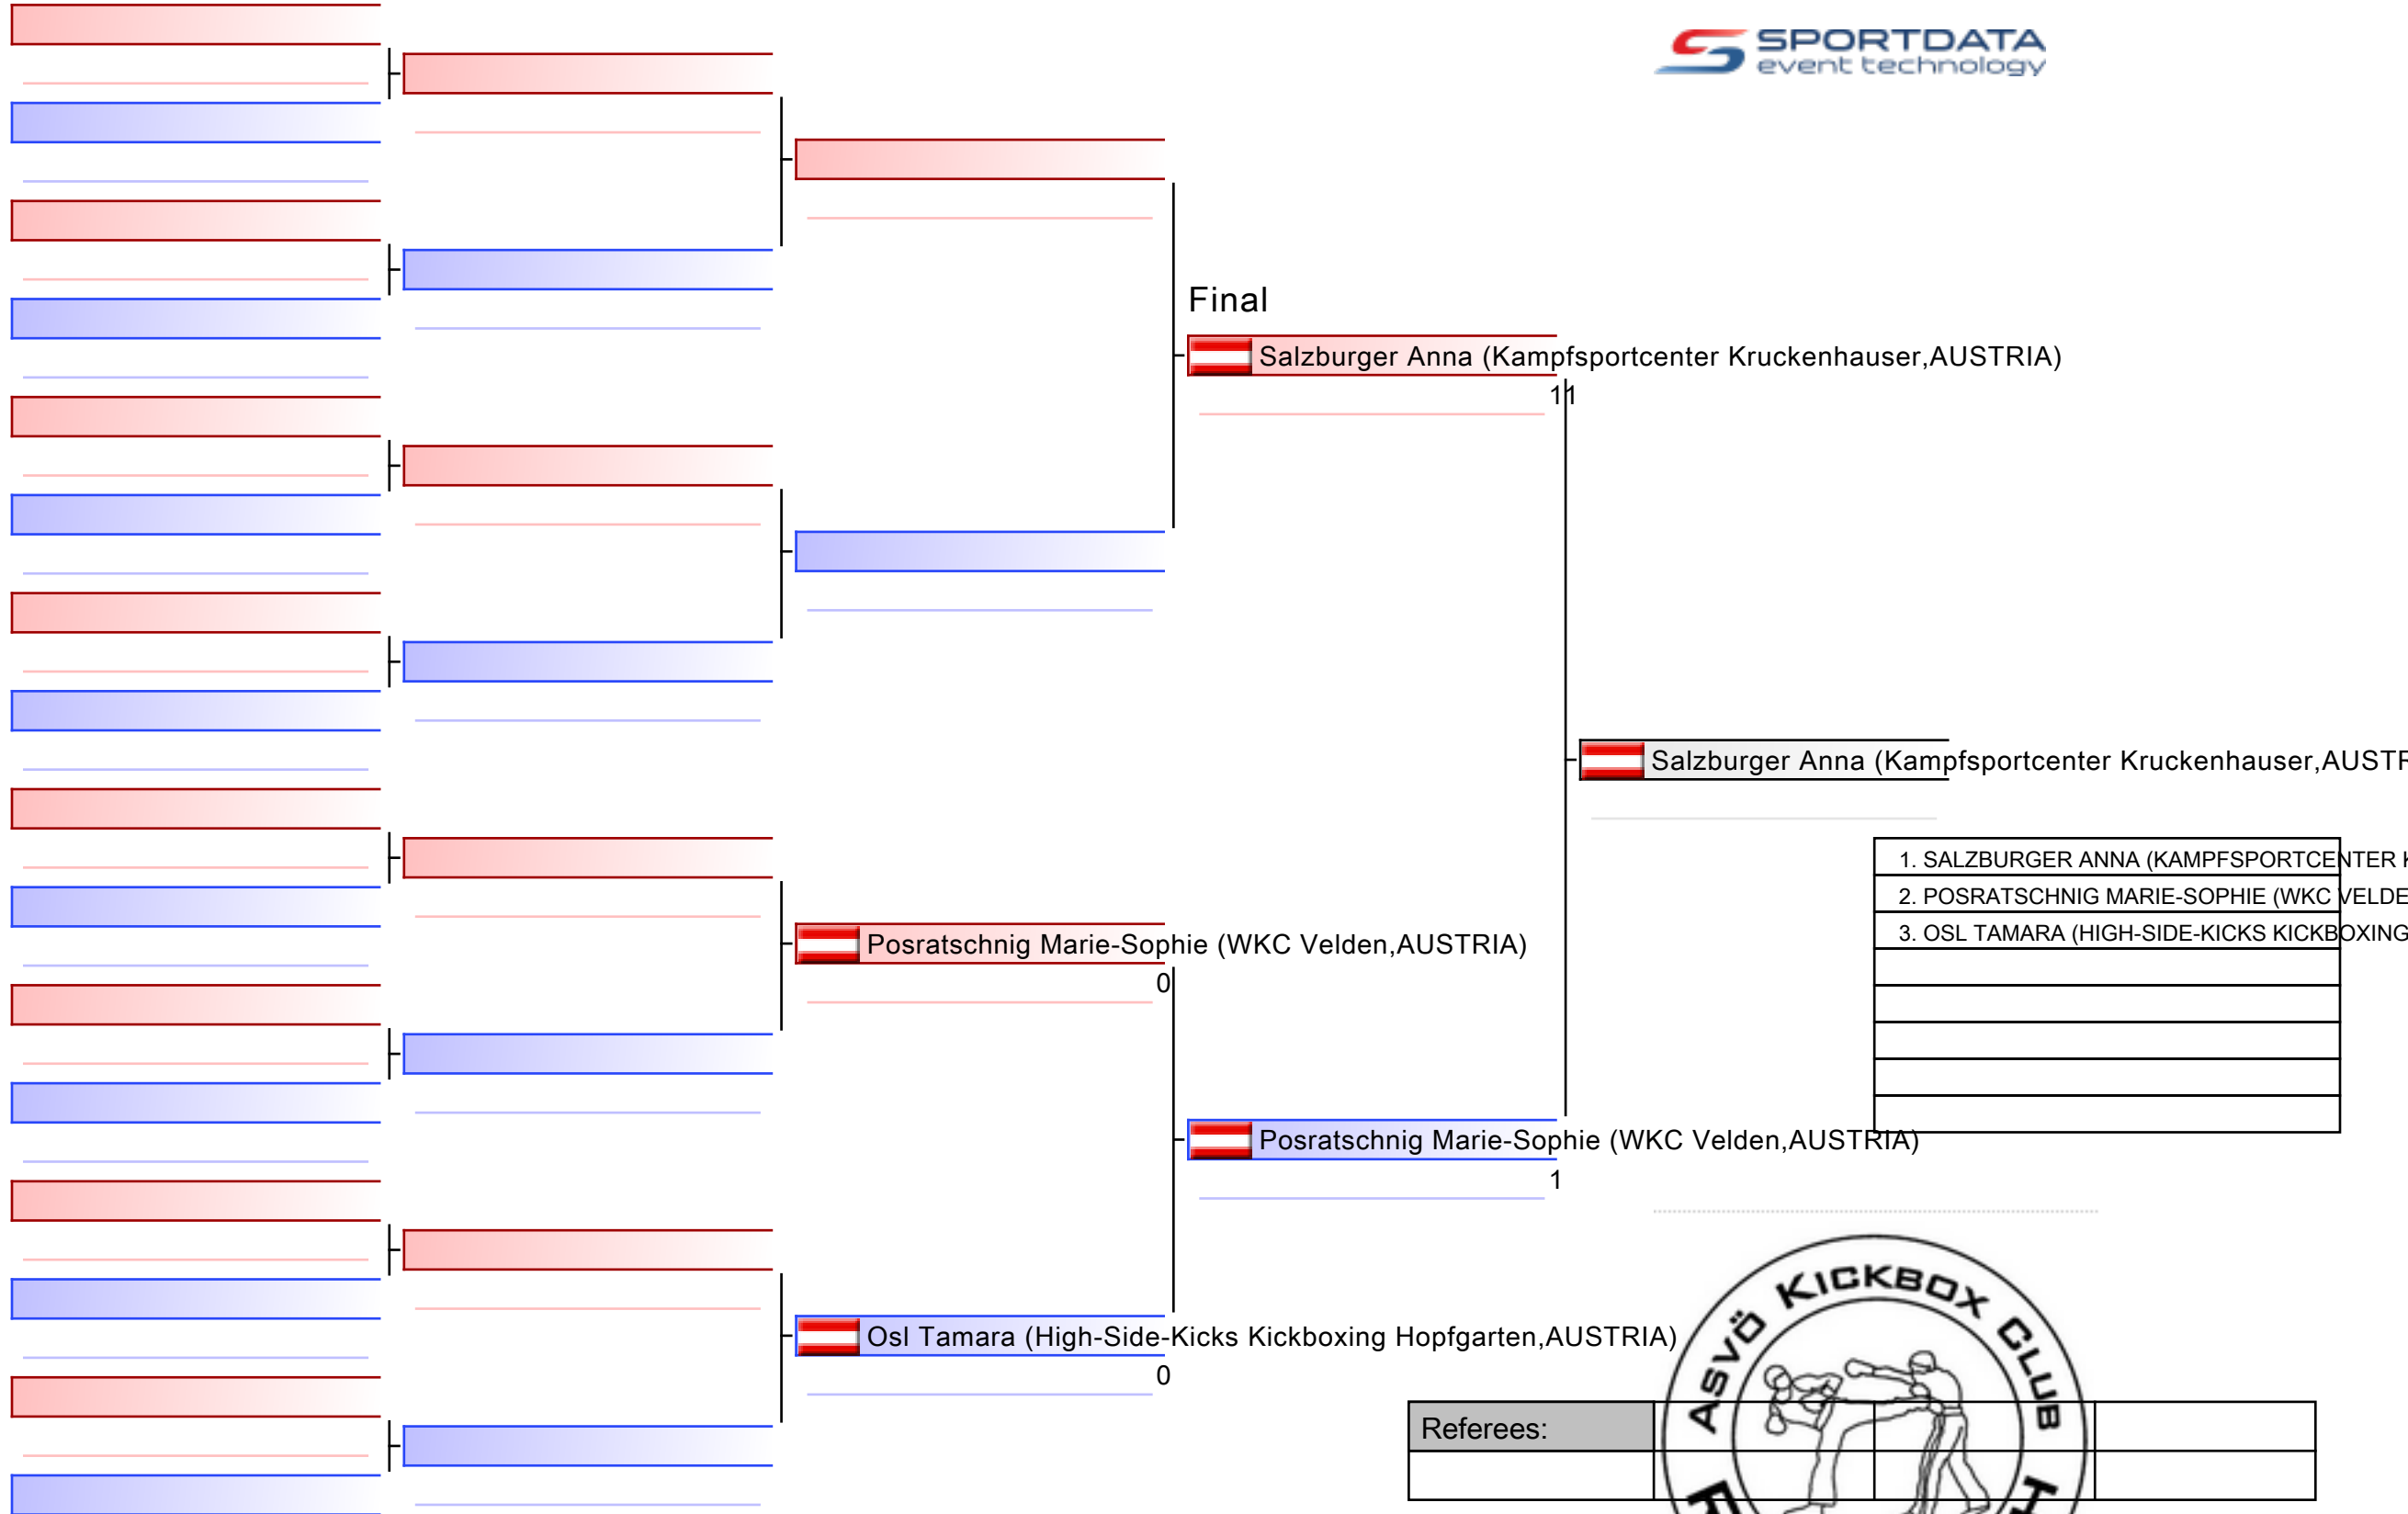 SPORTDATA
event technology
Final
Salzburger Anna (Kampfsportcenter Kruckenhauser,AUSTRIA)
11
Salzburger Anna (Kampfsportcenter Kruckenhauser,AUSTR
1. SALZBURGER ANNA (KAMPFSPORTCENTER K
2. POSRATSCHNIG MARIE-SOPHIE (WKC VELDE
3. OSL TAMARA (HIGH-SIDE-KICKS KICKBOXING
Posratschnig Marie-Sophie (WKC Velden,AUSTRIA)
0
Posratschnig Marie-Sophie (WKC Velden,AUSTRIA)
1
Osl Tamara (High-Side-Kicks Kickboxing Hopfgarten,AUSTRIA)
0
ASVÖ KICKBOX CLUB
Referees: